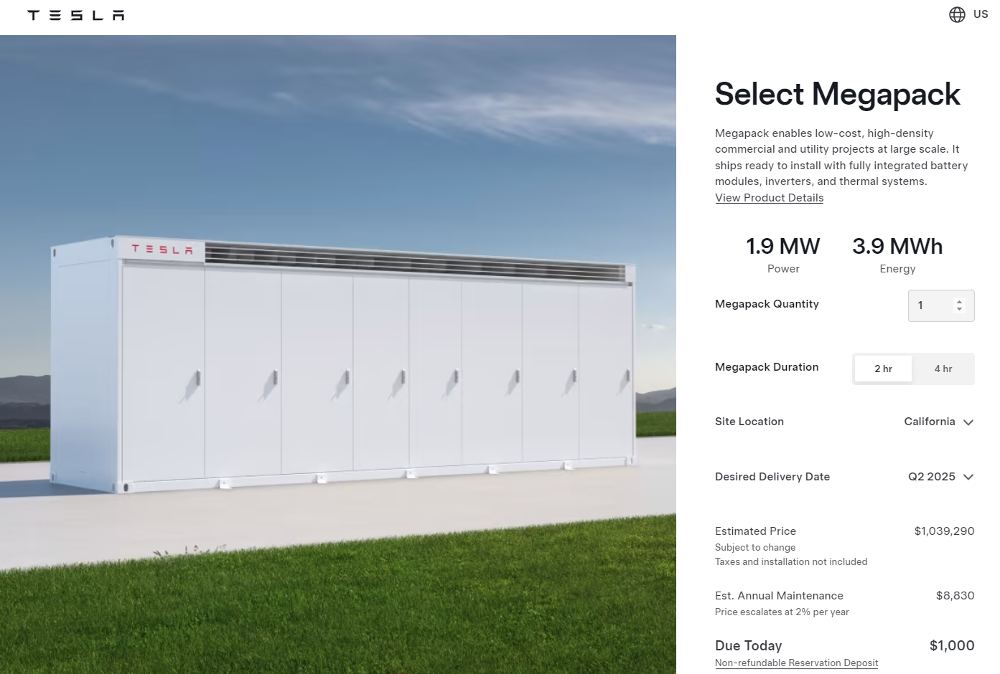 TESLA
US
TESLA
Select Megapack
Megapack enables low-cost, high-density
commercial and utility projects at large scale. It
ships ready to install with fully integrated battery
modules, inverters, and thermal systems.
View Product Details
1.9 MW
Power
3.9 MWh
Energy
Megapack Quantity
1
Megapack Duration
2 hr
4 hr
Site Location
California
Desired Delivery Date
Q2 2025
Estimated Price
$1,039,290
Subject to change
Taxes and installation not included
Est. Annual Maintenance
$8,830
Price escalates at 2% per year
Due Today
$1,000
Non-refundable Reservation Deposit